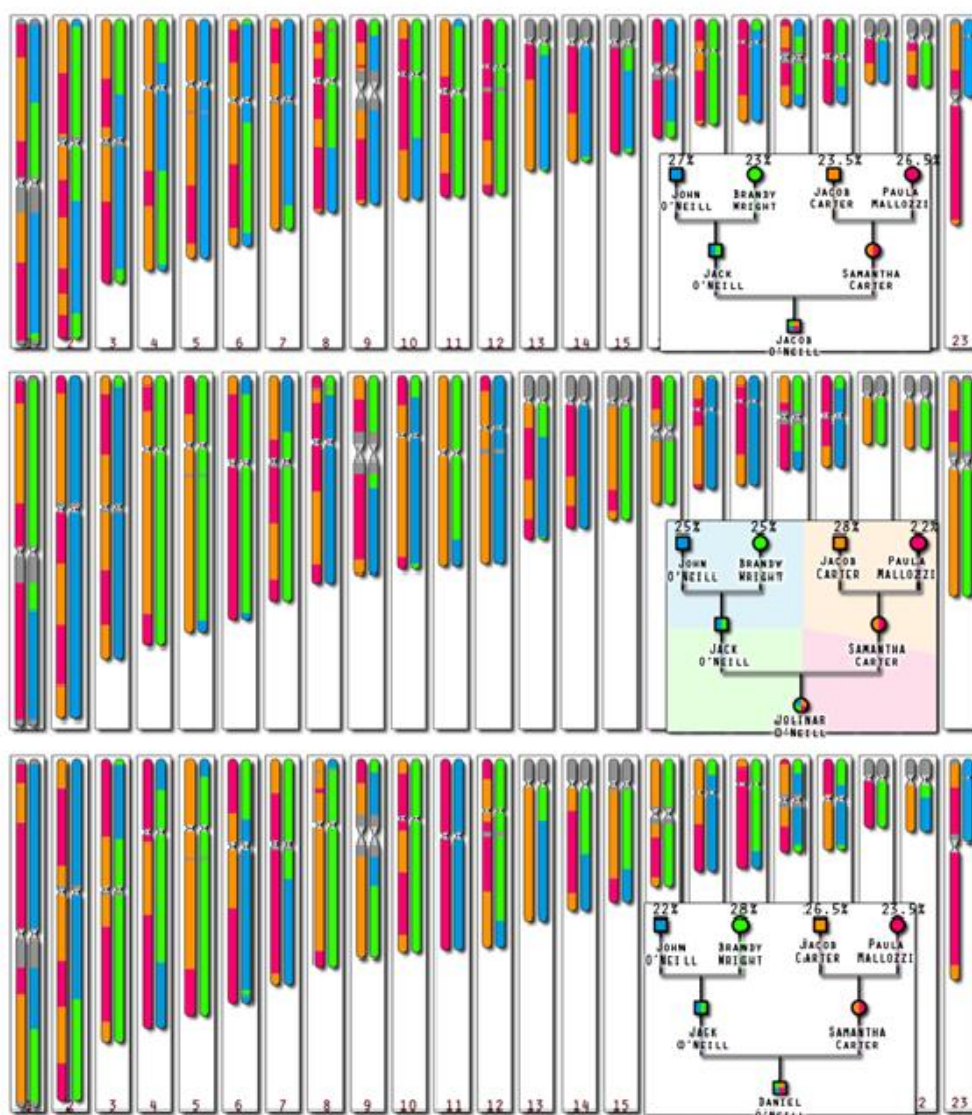 27% 23% 23.5% 26.5%
JOHN O'NEILL
BRANDY WRIGHT
JACOB CARTER
PAULA MALLOZZI
JACK O'NEILL
SAMANTHA CARTER
JACOB O'NEILL
2 3 4 5 6 7 8 9 10 11 12 13 14 15 23
25% 25% 28% 22%
JOHN O'NEILL
BRANDY WRIGHT
JACOB CARTER
PAULA MALLOZZI
JACK O'NEILL
SAMANTHA CARTER
JOLINAR O'NEILL
22% 28% 26.5% 23.5%
JOHN O'NEILL
BRANDY WRIGHT
JACOB CARTER
PAULA MALLOZZI
JACK O'NEILL
SAMANTHA CARTER
DANIEL O'NEILL
2 3 4 5 6 7 8 9 10 11 12 13 14 15 2 23